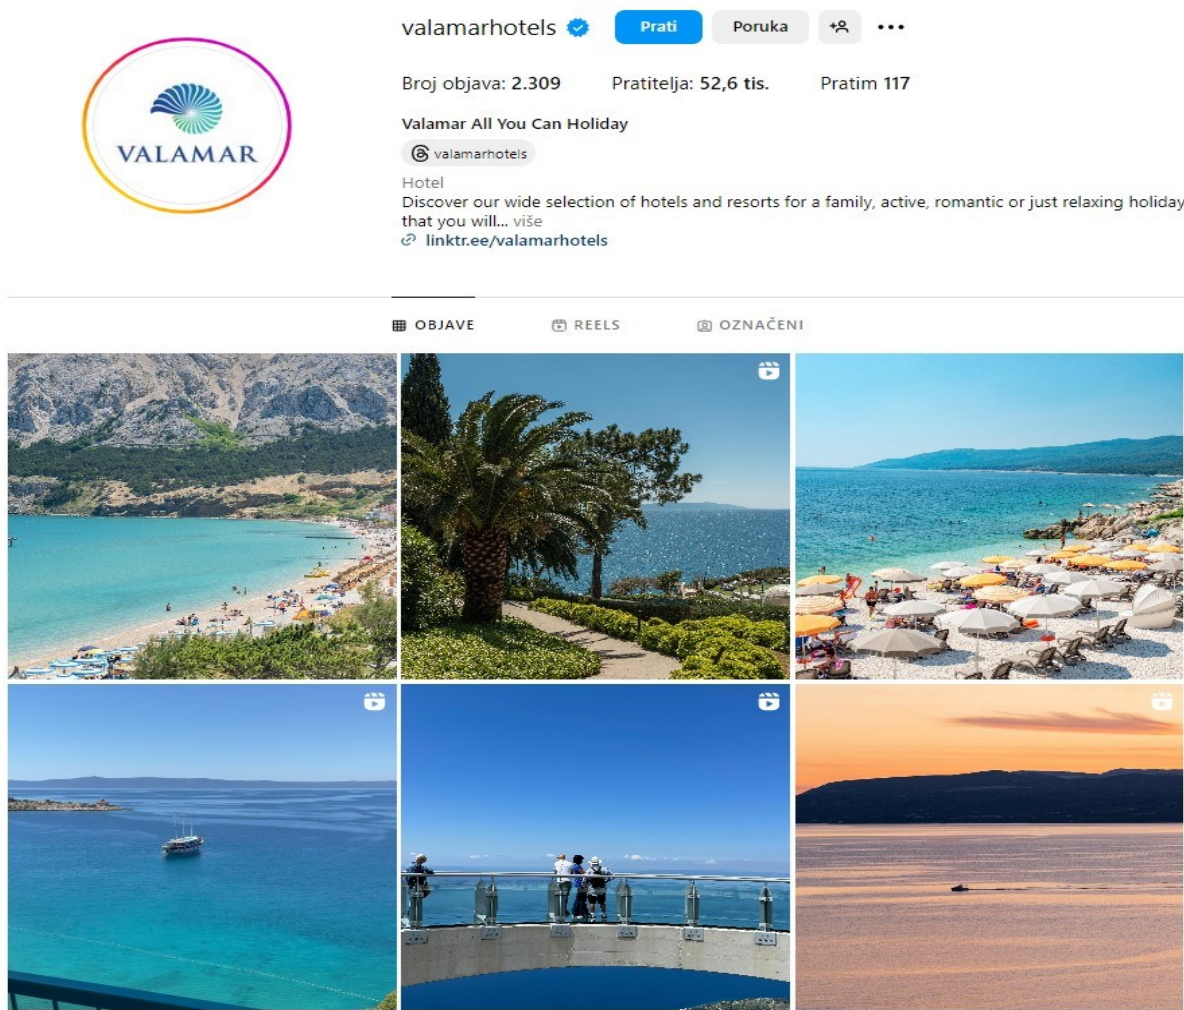 valamarhotels
Prati
Poruka
Broj objava: 2.309
Pratitelja: 52,6 tis.
Pratim 117
VALAMAR
Valamar All You Can Holiday
valamarhotels
Hotel
Discover our wide selection of hotels and resorts for a family, active, romantic or just relaxing holiday
that you will... više
linktr.ee/valamarhotels
OBJAVE
REELS
OZNAČENI